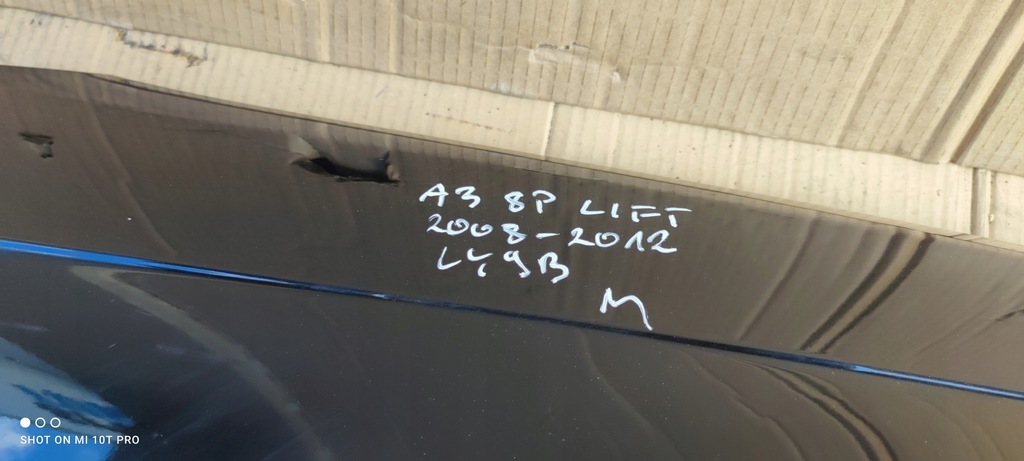 A3 8P LIFT
2008-2012
LY9B
M
SHOT ON MI 10T PRO